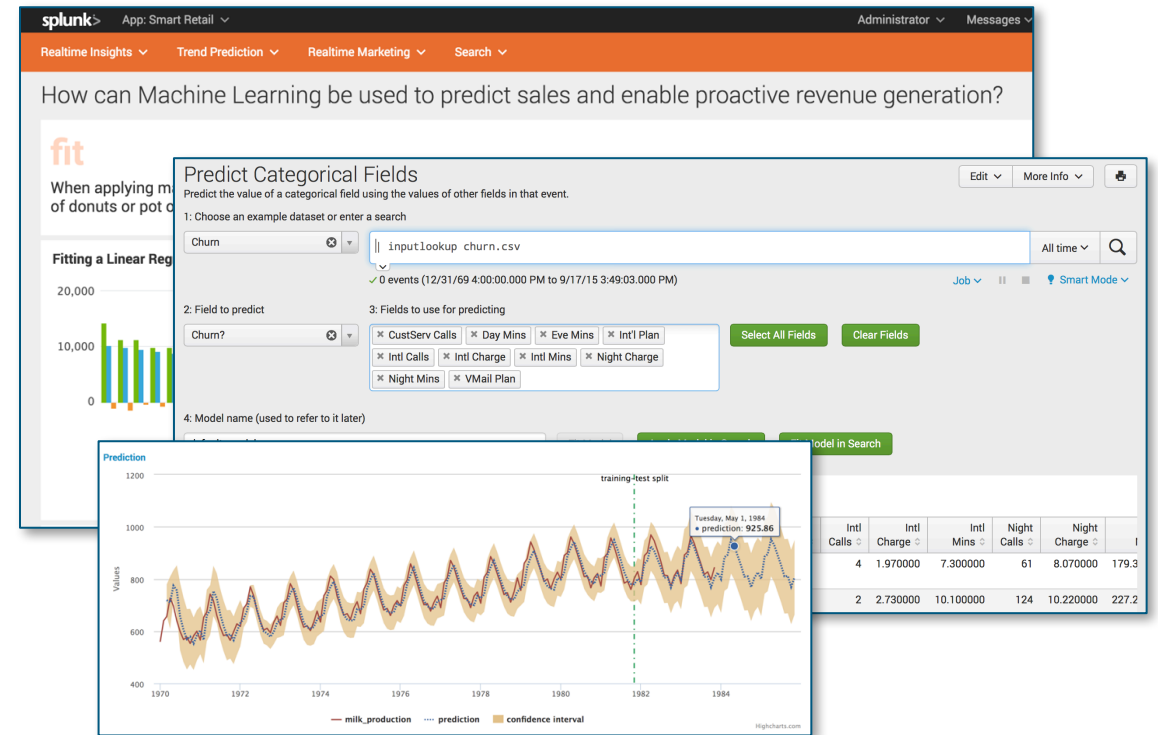 splunk> App: Smart Retail Administrator Messages
Realtime Insights Trend Prediction Realtime Marketing Search
How can Machine Learning be used to predict sales and enable proactive revenue generation?
fit
When applying
of donuts or pot
Fitting a Linear Reg
20,000
10,000
0
Predict Categorical Fields
Edit More Info
Predict the value of a categorical field using the values of other fields in that event.
1: Choose an example dataset or enter a search
Churn | inputlookup churn.csv All time
0 events (12/31/69 4:00:00.000 PM to 9/17/15 3:49:03.000 PM) Job Smart Mode
2: Field to predict 3: Fields to use for predicting
Churn? CustServ Calls Day Mins Eve Mins Int'l Plan Select All Fields Clear Fields
Intl Calls Intl Charge Intl Mins Night Charge
Night Mins VMail Plan
4: Model name (used to refer to it later)
in Search
Intl Intl Intl Night Night
Calls Charge Mins Calls Charge
4 1.970000 7.300000 61 8.070000 179.3
2 2.730000 10.100000 124 10.220000 227.2
Prediction
training-test split
Tuesday, May 1, 1984
prediction: 925.86
Values
1200
1000
800
600
400
1970 1972 1974 1976 1978 1980 1982 1984
milk_production prediction confidence interval
Highcharts.com